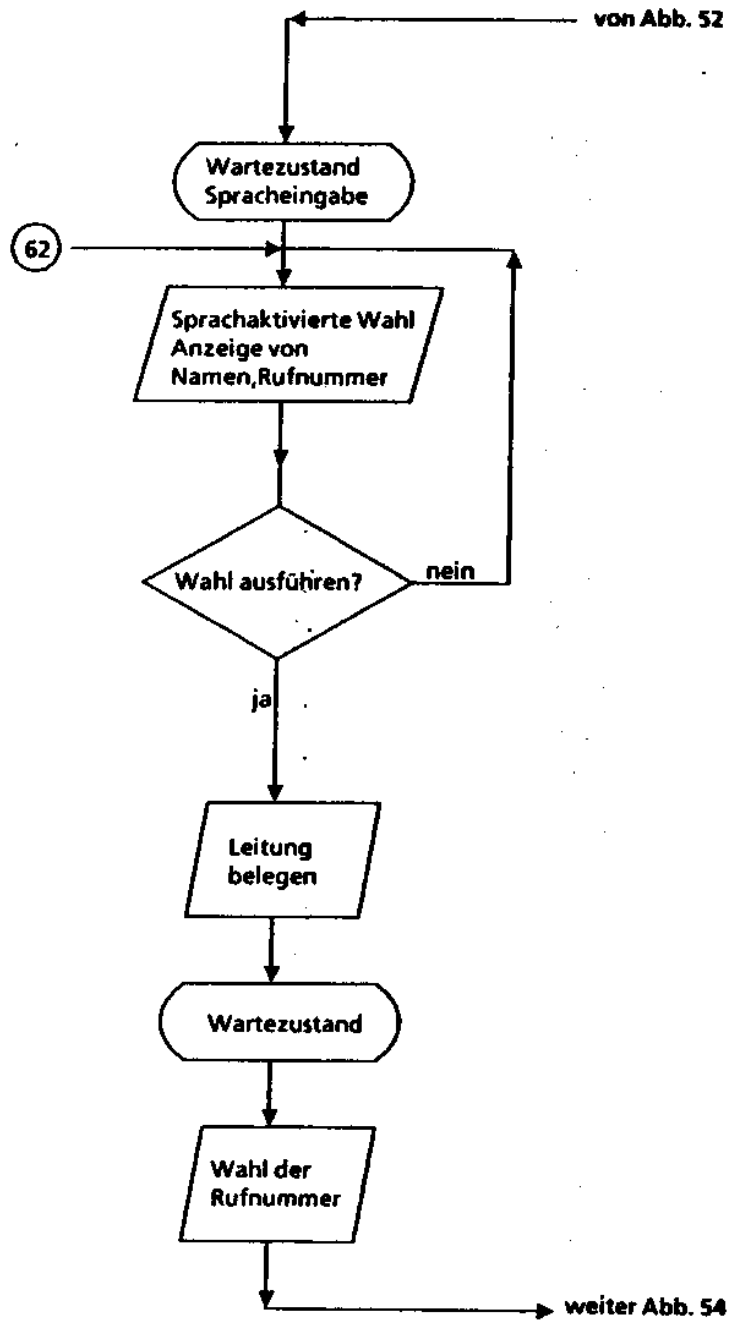 von Abb. 52
Wartezustand
Spracheingabe
62
Sprachaktivierte Wahl
Anzeige von
Namen,Rufnummer
Wahl ausführen?
nein
ja
Leitung
belegen
Wartezustand
Wahl der
Rufnummer
weiter Abb. 54